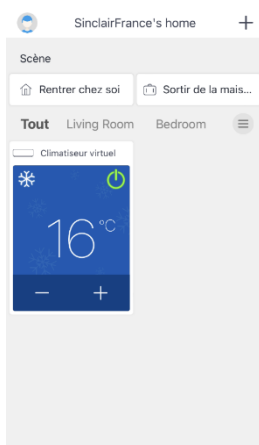 SinclairFrance's home +
Scène
Rentrer chez soi Sortir de la mais...
Tout Living Room Bedroom
Climatiseur virtuel
16°C
− +